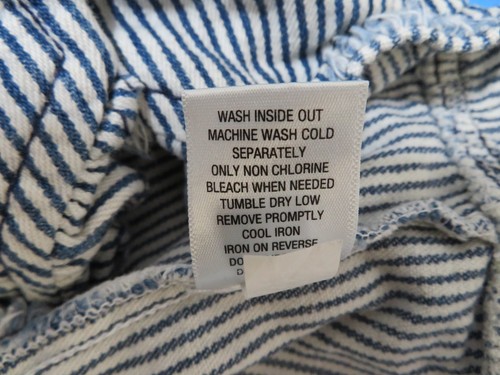 WASH INSIDE OUT
MACHINE WASH COLD
SEPARATELY
ONLY NON CHLORINE
BLEACH WHEN NEEDED
TUMBLE DRY LOW
REMOVE PROMPTLY
COOL IRON
IRON ON REVERSE